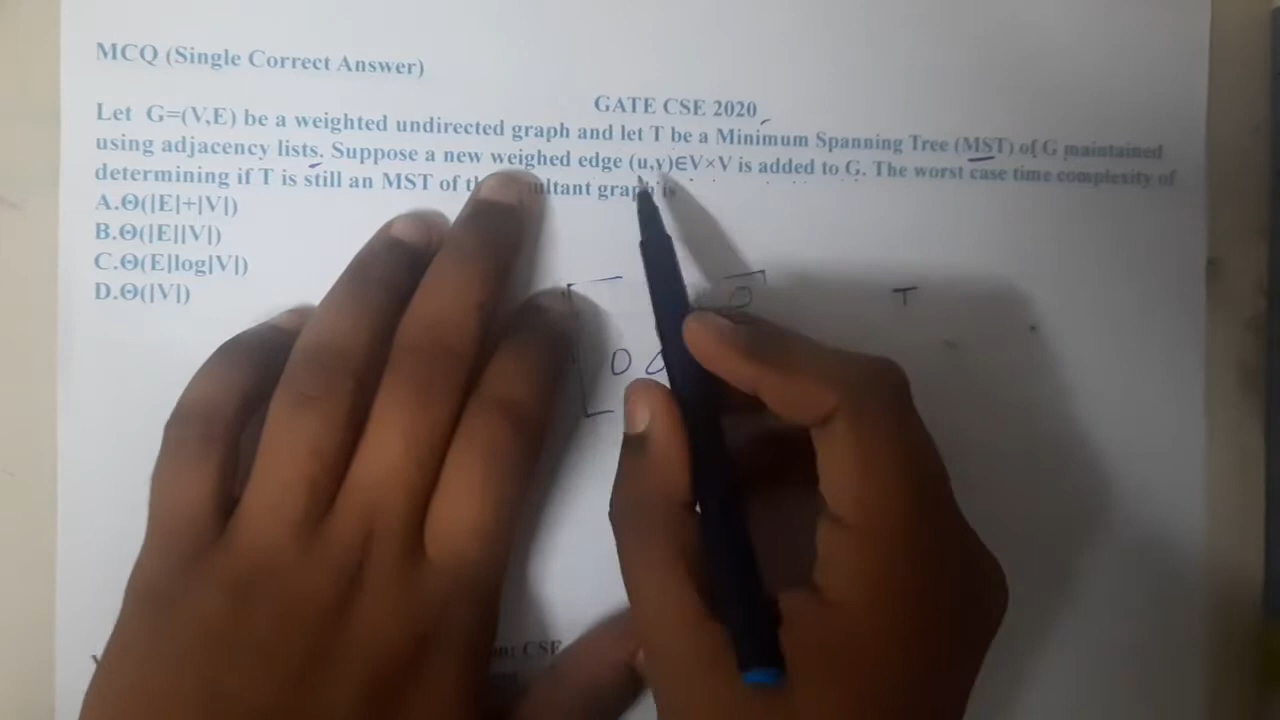 MCQ (Single Correct Answer)
GATE CSE 2020
Let G=(V,E) be a weighted undirected graph and let T be a Minimum Spanning Tree (MST) of G maintained
using adjacency lists. Suppose a new weighed edge (u,v)∈V×V is added to G. The worst case time complexity of
determining if T is still an MST of graph is
A.Θ(|E|+|V|)
B.Θ(|E||V|)
C.Θ(E|log|V|)
D.Θ(|V|)
T
CSE